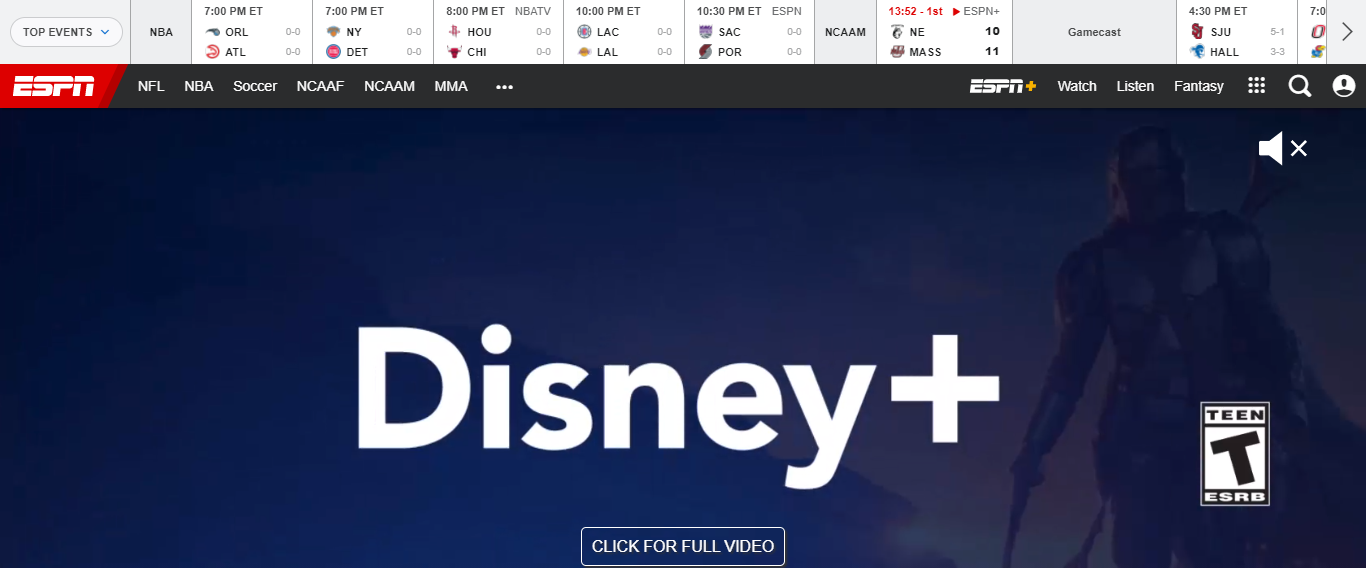 TOP EVENTS
NBA
7:00 PM ET
ORL 0-0
ATL 0-0
7:00 PM ET
NY 0-0
DET 0-0
8:00 PM ET NBATV
HOU 0-0
CHI 0-0
10:00 PM ET
LAC 0-0
LAL 0-0
10:30 PM ET ESPN
SAC 0-0
POR 0-0
NCAAM
13:52 - 1st ESPN+
NE 10
MASS 11
Gamecast
4:30 PM ET
SJU 5-1
HALL 3-3
7:0
ESPN
NFL NBA Soccer NCAAF NCAAM MMA ...
ESPN+ Watch Listen Fantasy
Disney+
TEEN
T
ESRB
CLICK FOR FULL VIDEO